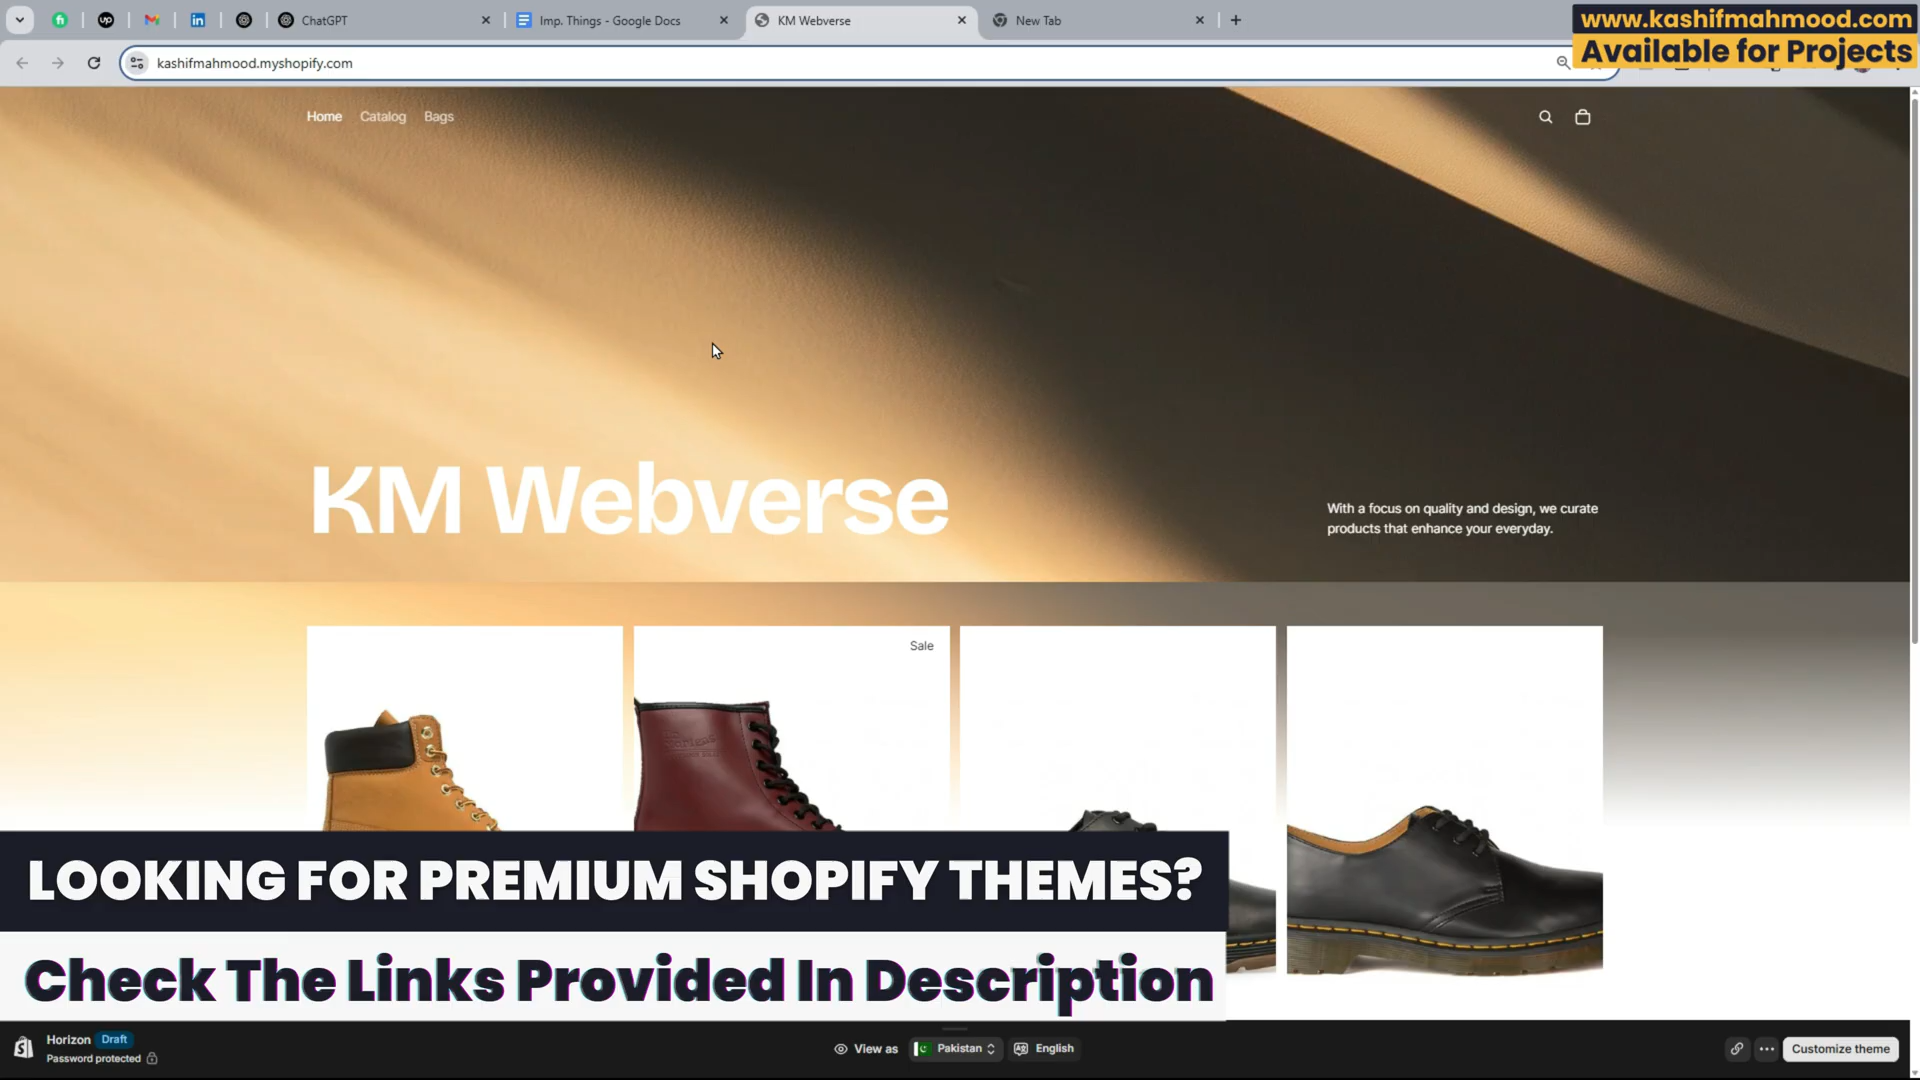 ChatGPT
Imp. Things - Google Docs
KM Webverse
New Tab
www.kashifmahmood.com
Available for Projects
kashifmahmood.myshopify.com
Home
Catalog
Bags
KM Webverse
With a focus on quality and design, we curate
products that enhance your everyday.
Sale
LOOKING FOR PREMIUM SHOPIFY THEMES?
Check The Links Provided In Description
Horizon
Draft
Password protected
View as
Pakistan
English
Customize theme